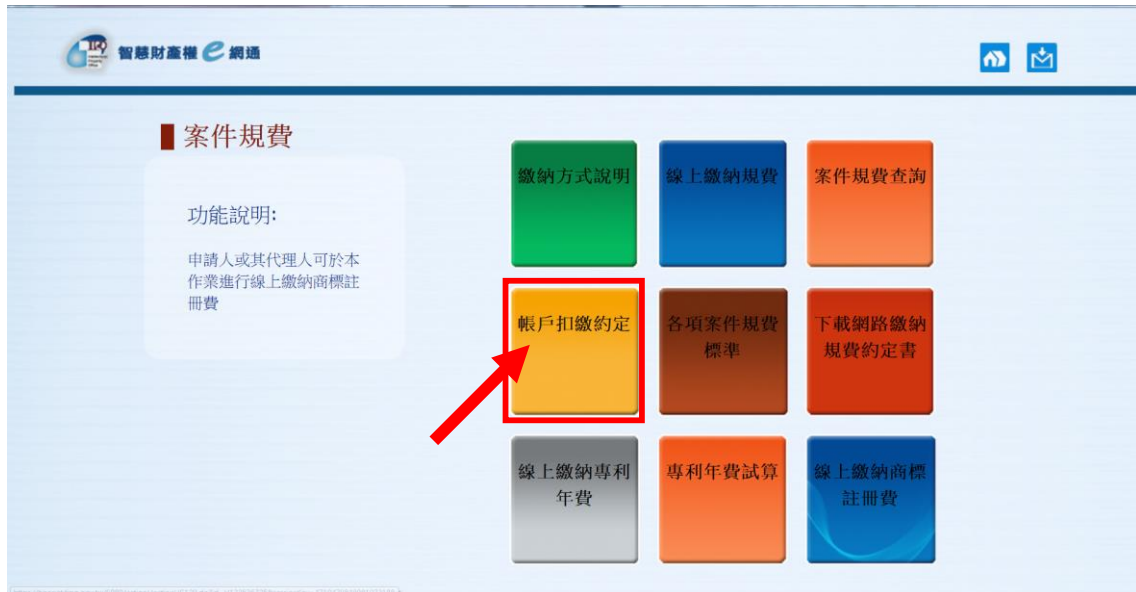 智慧財產權 e 網通
案件規費
功能說明:
申請人或其代理人可於本
作業進行線上繳納商標註
冊費
繳納方式說明
線上繳納規費
案件規費查詢
帳戶扣繳約定
各項案件規費
標準
下載網路繳納
規費約定書
線上繳納專利
年費
專利年費試算
線上繳納商標
註冊費